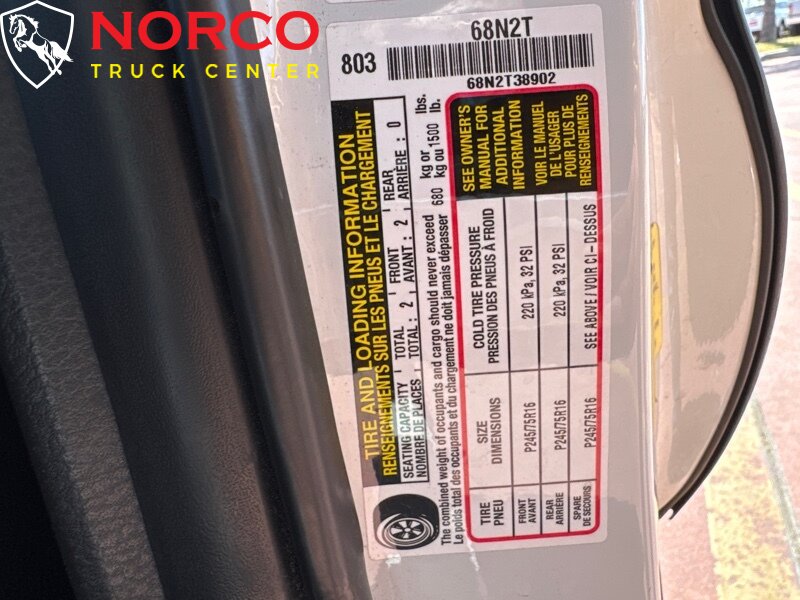 NORCO
TRUCK CENTER
803
68N2T
68N2T38902
TIRE AND LOADING INFORMATION
RENSEIGNEMENTS SUR LES PNEUS ET LE CHARGEMENT
SEATING CAPACITY TOTAL : 2 FRONT : 2 REAR : 0
NOMBRE DE PLACES TOTAL : AVANT : ARRIÈRE :
The combined weight of occupants and cargo should never exceed 680 kg or 1500 lbs.
Le poids total des occupants et du chargement ne doit jamais dépasser kg ou lb.
TIRE
PNEU
SIZE
DIMENSIONS
COLD TIRE PRESSURE
PRESSION DES PNEUS À FROID
SEE OWNER'S
MANUAL FOR
ADDITIONAL
INFORMATION
VOIR LE MANUEL
DE L'USAGER
POUR PLUS DE
RENSEIGNEMENTS
FRONT
AVANT
P245/75R16
220 kPa, 32 PSI
REAR
ARRIÈRE
P245/75R16
220 kPa, 32 PSI
SPARE
DE SECOURS
P245/75R16
SEE ABOVE / VOIR CI - DESSUS